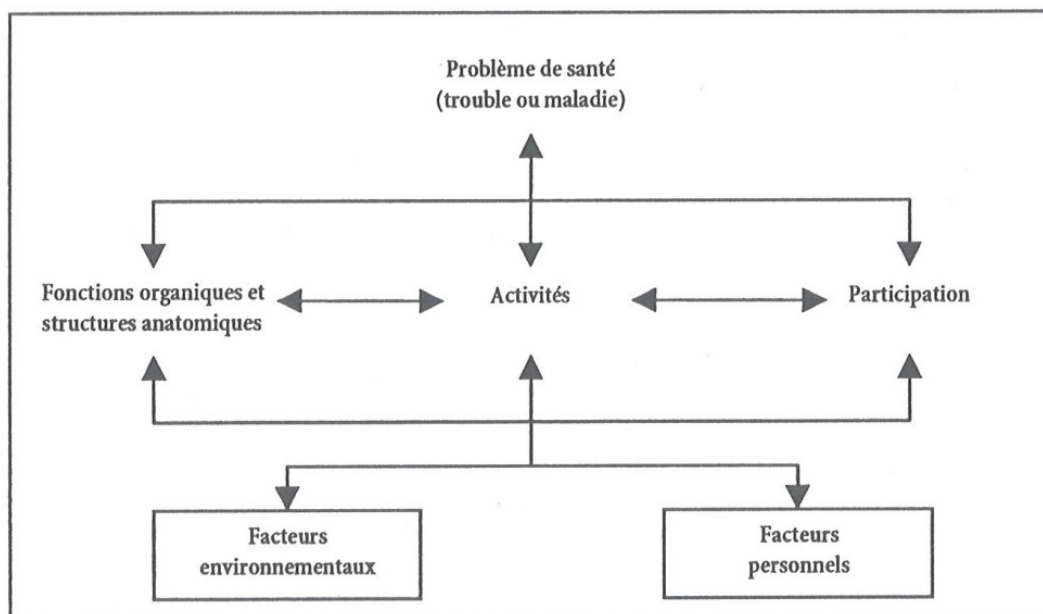 Problème de santé
(trouble ou maladie)
Fonctions organiques et
structures anatomiques
Activités
Participation
Facteurs
environnementaux
Facteurs
personnels